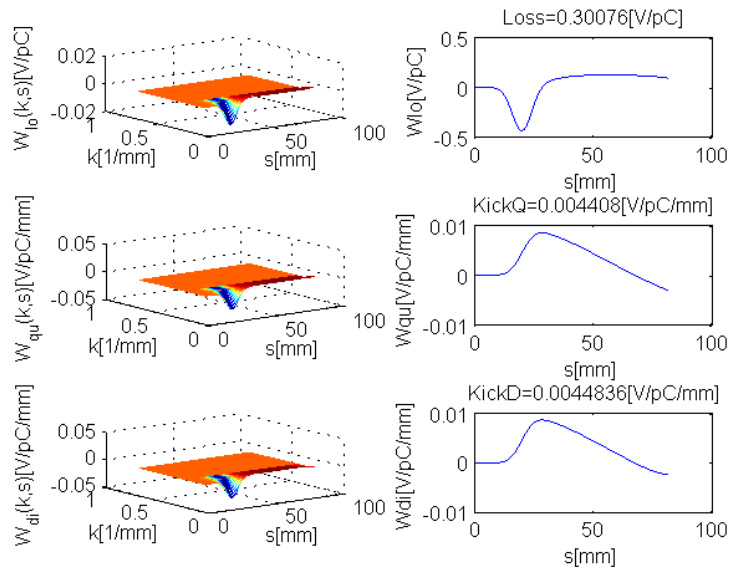 Loss=0.30076[V/pC]
W_lo(k,s)[V/pC]
0.02
0
-0.02
1
0.5
0
k[1/mm]
0
50
100
s[mm]
Wlo[V/pC]
0.5
0
-0.5
0
50
100
s[mm]
KickQ=0.004408[V/pC/mm]
W_qu(k,s)[V/pC/mm]
0.05
0
-0.05
1
0.5
0
k[1/mm]
0
50
100
s[mm]
Wqu[V/pC/mm]
0.01
0
-0.01
0
50
100
s[mm]
KickD=0.0044836[V/pC/mm]
W_di(k,s)[V/pC/mm]
0.05
0
-0.05
1
0.5
0
k[1/mm]
0
50
100
s[mm]
Wdi[V/pC/mm]
0.01
0
-0.01
0
50
100
s[mm]